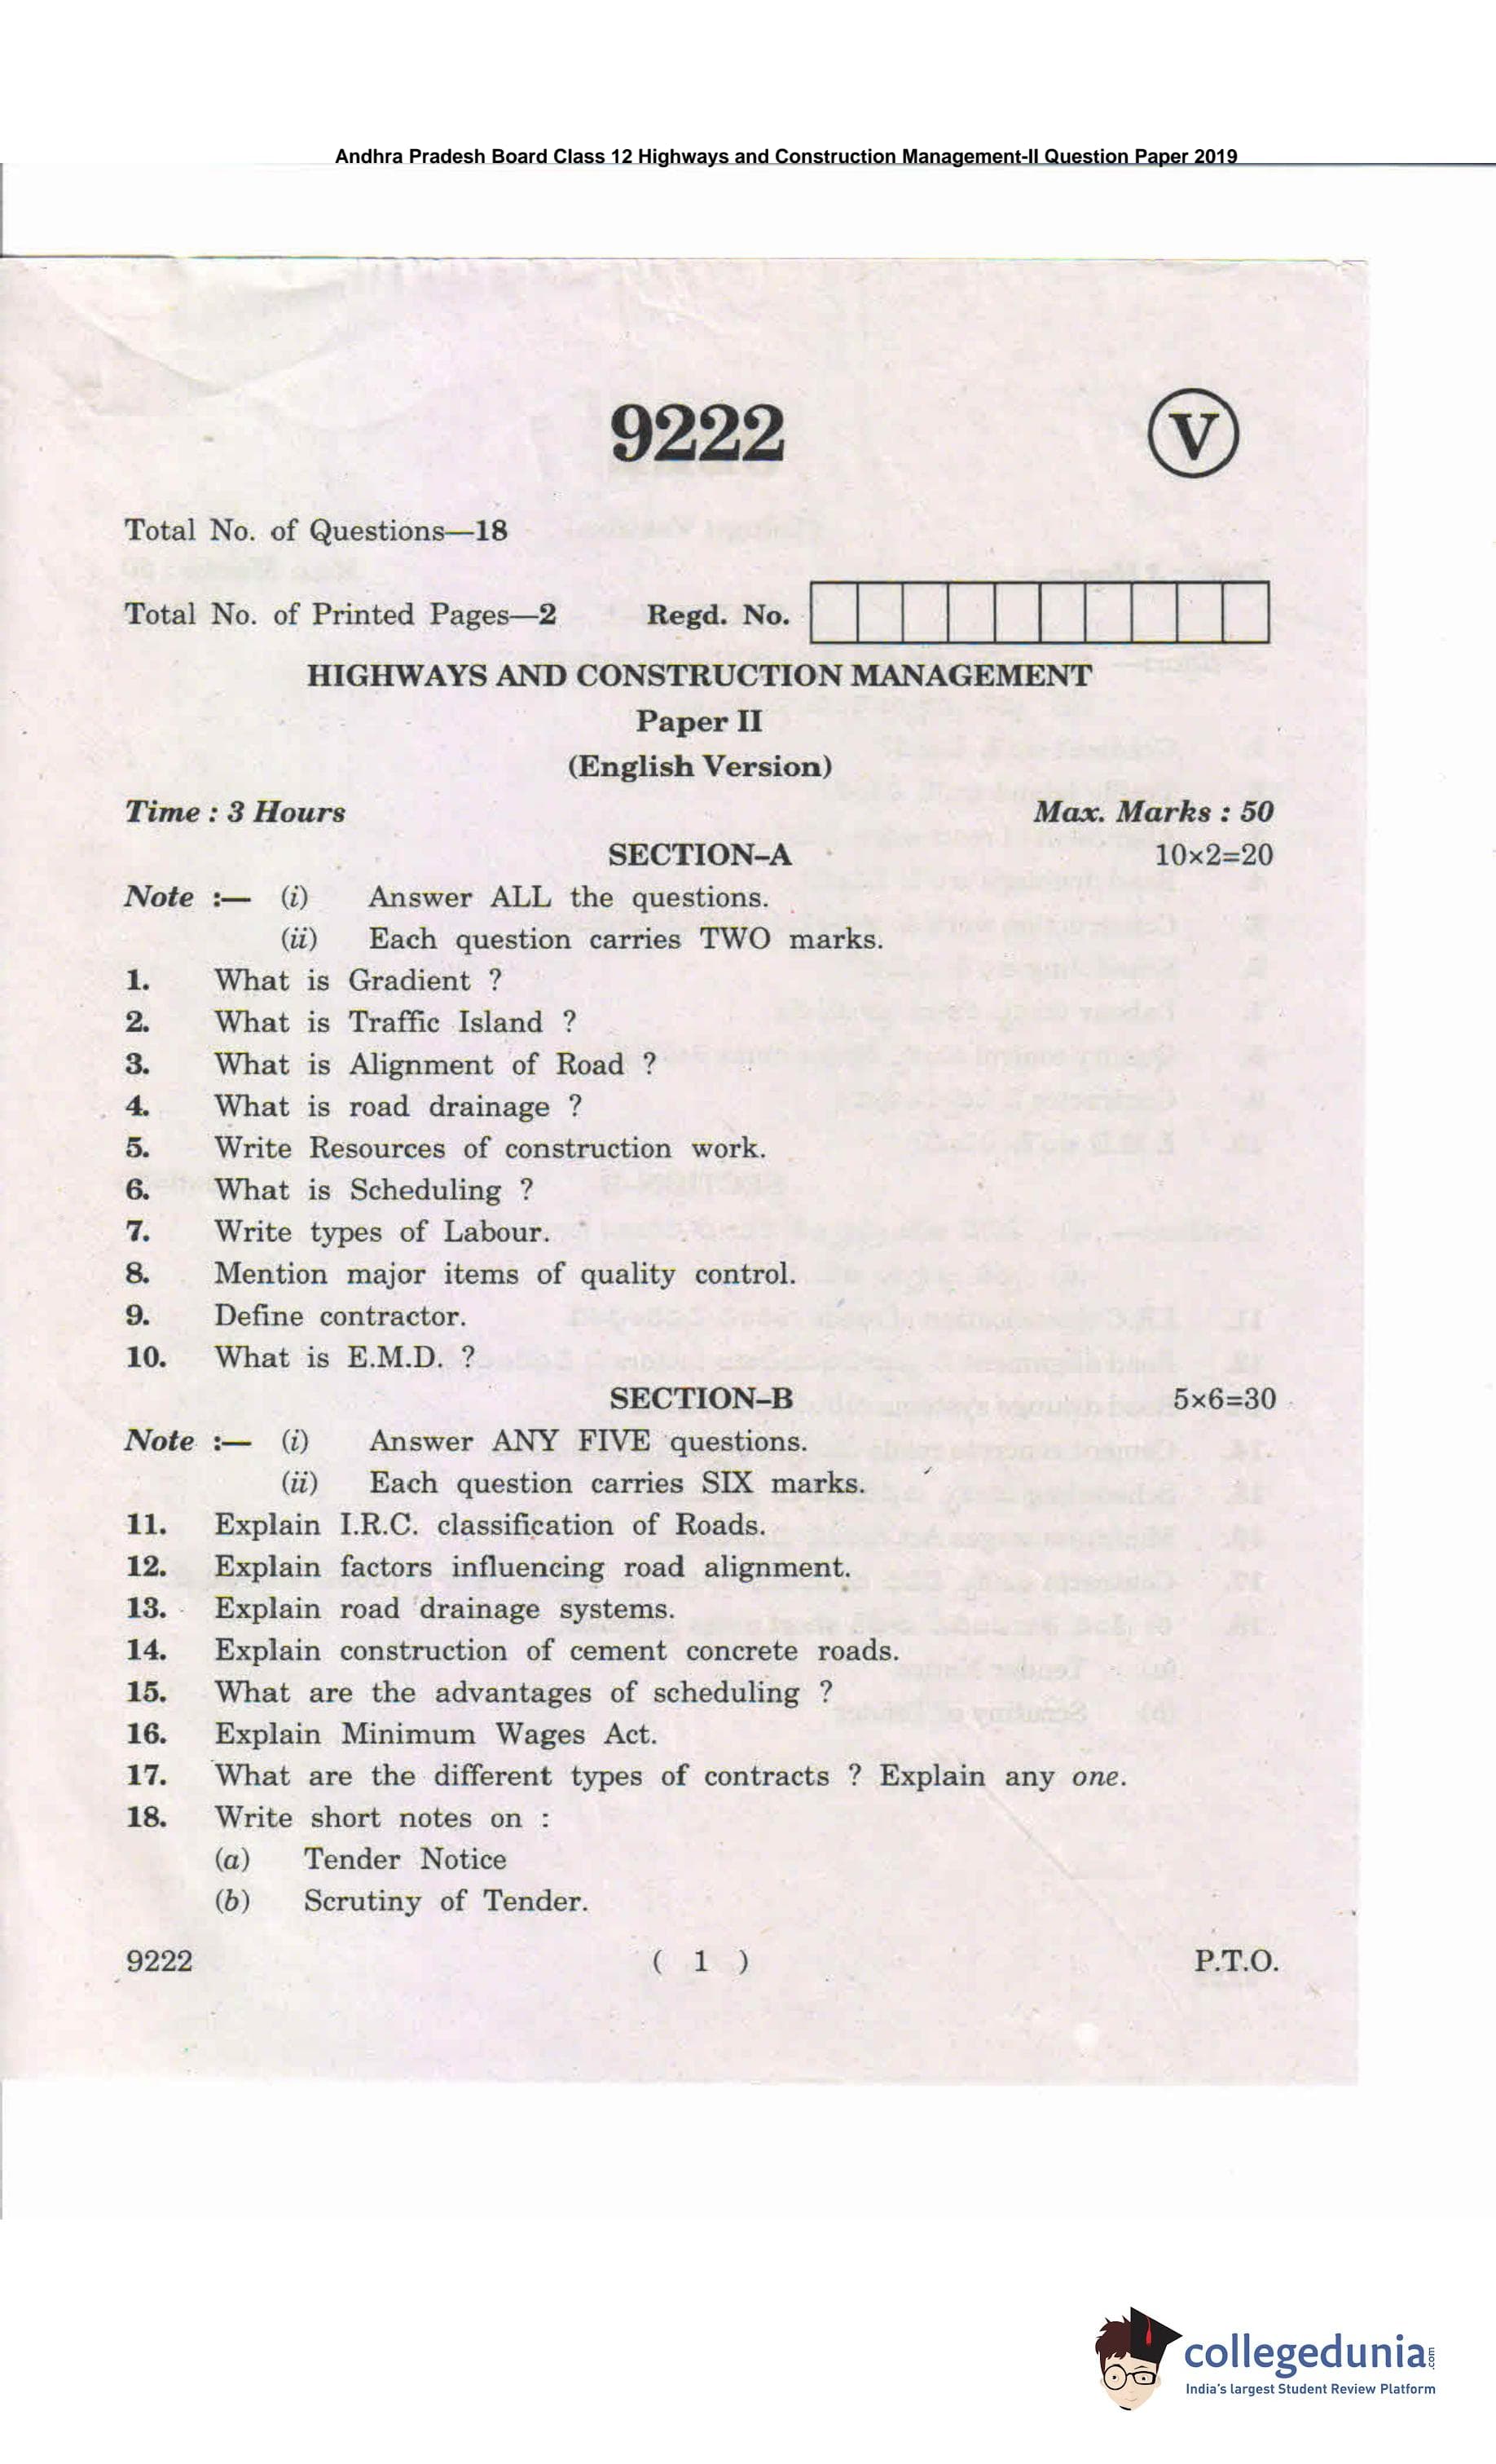 Andhra Pradesh Board Class 12 Highways and Construction Management-II Question Paper 2019
9222
V
Total No. of Questions—18
Total No. of Printed Pages—2 Regd. No.
HIGHWAYS AND CONSTRUCTION MANAGEMENT
Paper II
(English Version)
Time : 3 Hours Max. Marks : 50
SECTION–A 10×2=20
Note :— (i) Answer ALL the questions.
(ii) Each question carries TWO marks.
1. What is Gradient ?
2. What is Traffic Island ?
3. What is Alignment of Road ?
4. What is road drainage ?
5. Write Resources of construction work.
6. What is Scheduling ?
7. Write types of Labour.
8. Mention major items of quality control.
9. Define contractor.
10. What is E.M.D. ?
SECTION–B 5×6=30
Note :— (i) Answer ANY FIVE questions.
(ii) Each question carries SIX marks.
11. Explain I.R.C. classification of Roads.
12. Explain factors influencing road alignment.
13. Explain road drainage systems.
14. Explain construction of cement concrete roads.
15. What are the advantages of scheduling ?
16. Explain Minimum Wages Act.
17. What are the different types of contracts ? Explain any one.
18. Write short notes on :
(a) Tender Notice
(b) Scrutiny of Tender.
9222 ( 1 ) P.T.O.
collegedunia.com
India's largest Student Review Platform